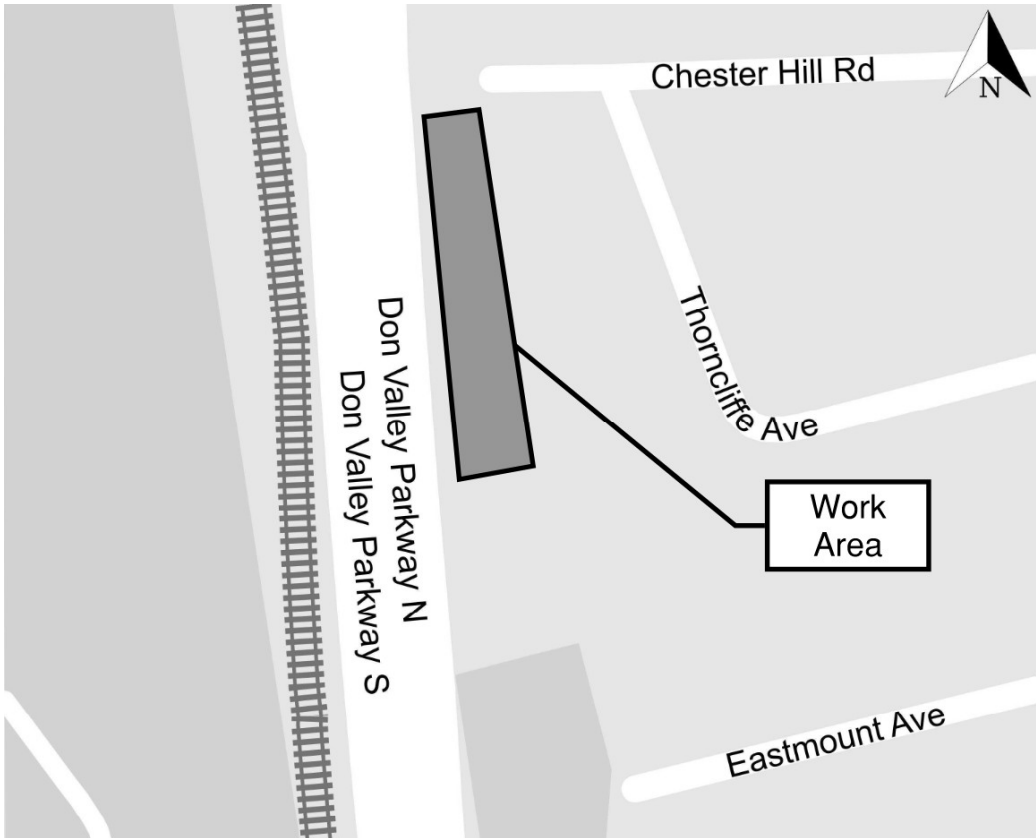 Chester Hill Rd
N
Thorncliffe Ave
Don Valley Parkway N
Don Valley Parkway S
Work
Area
Eastmount Ave